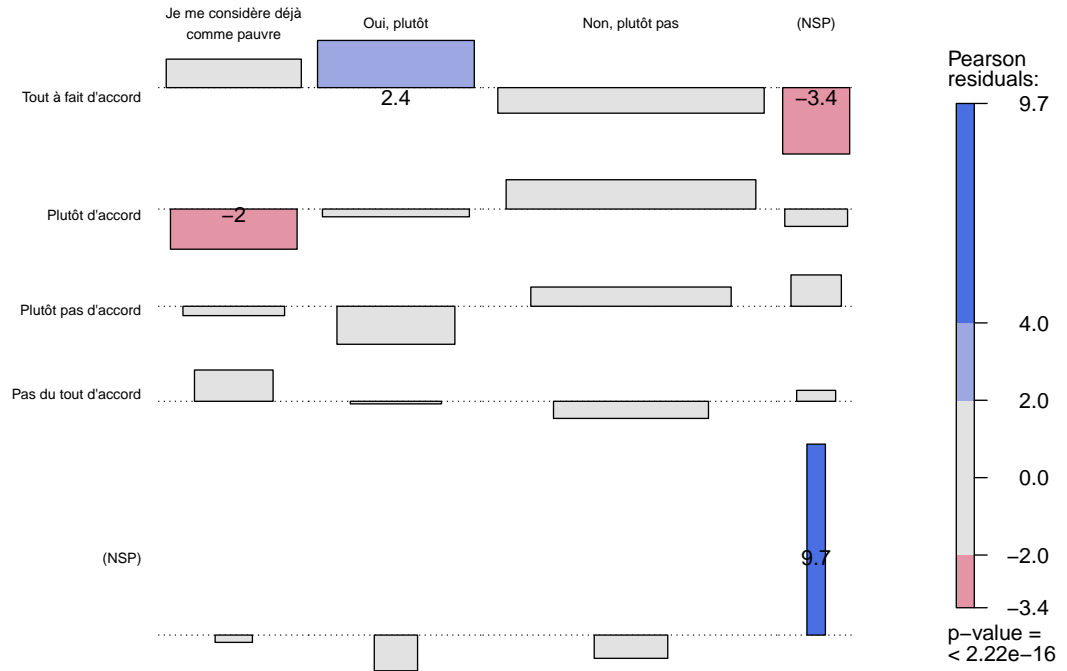 Je me considère déjà
comme pauvre
Oui, plutôt
Non, plutôt pas
(NSP)
Tout à fait d'accord
2.4
−3.4
Plutôt d'accord
−2
Plutôt pas d'accord
Pas du tout d'accord
(NSP)
9.7
Pearson
residuals:
9.7
4.0
2.0
0.0
−2.0
−3.4
p−value =
< 2.22e−16